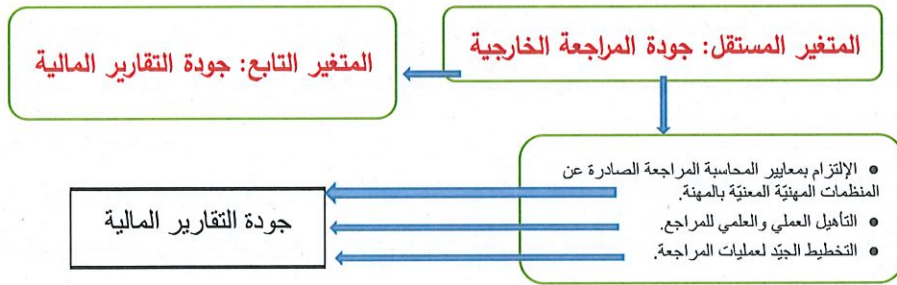 المتغير المستقل: جودة المراجعة الخارجية
المتغير التابع: جودة التقارير المالية
• الإلتزام بمعايير المحاسبة المراجعة الصادرة عن
المنظمات المهنيّة المعنيّة بالمهنة.
• التأهيل العملي والعلمي للمراجع.
• التخطيط الجيّد لعمليات المراجعة.
جودة التقارير المالية